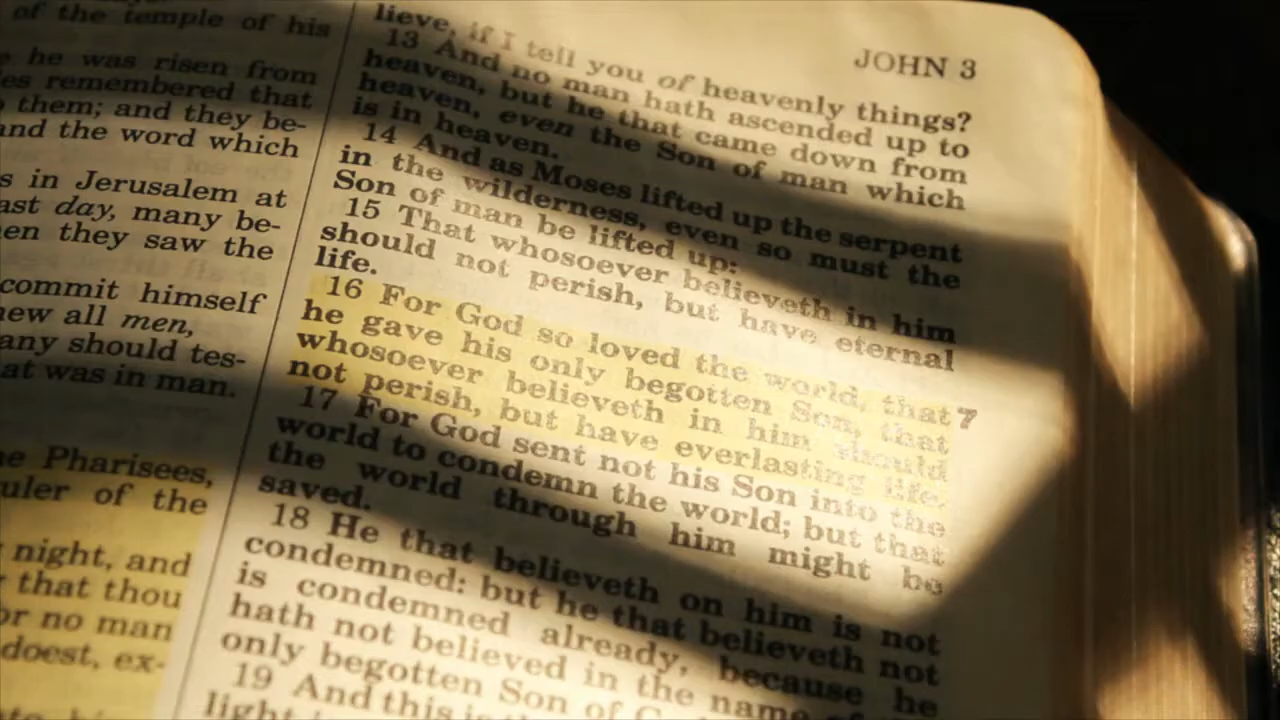 of the temple of his
he was risen from
remembered that
them; and they be-
and the word which
in Jerusalem at
day, many be-
they saw the
commit himself
all men,
any should tes-
at was in man.
Pharisees,
of the
night, and
that thou
or no man
doest, ex-
JOHN 3
lieve, if I tell you of heavenly things?
13 And no man hath ascended up to
heaven, but he that came down from
heaven, even the Son of man which
is in heaven.
14 And as Moses lifted up the serpent
in the wilderness, even so must the
Son of man be lifted up:
15 That whosoever believeth in him
should not perish, but have eternal
life.
16 For God so loved the world, that 7
he gave his only begotten Son, that
whosoever believeth in him should
not perish, but have everlasting life.
17 For God sent not his Son into the
world to condemn the world; but that
the world through him might be
saved.
18 He that believeth on him is not
condemned: but he that believeth not
is condemned already, because he
hath not believed in the name of the
only begotten Son of
19 And this is
light